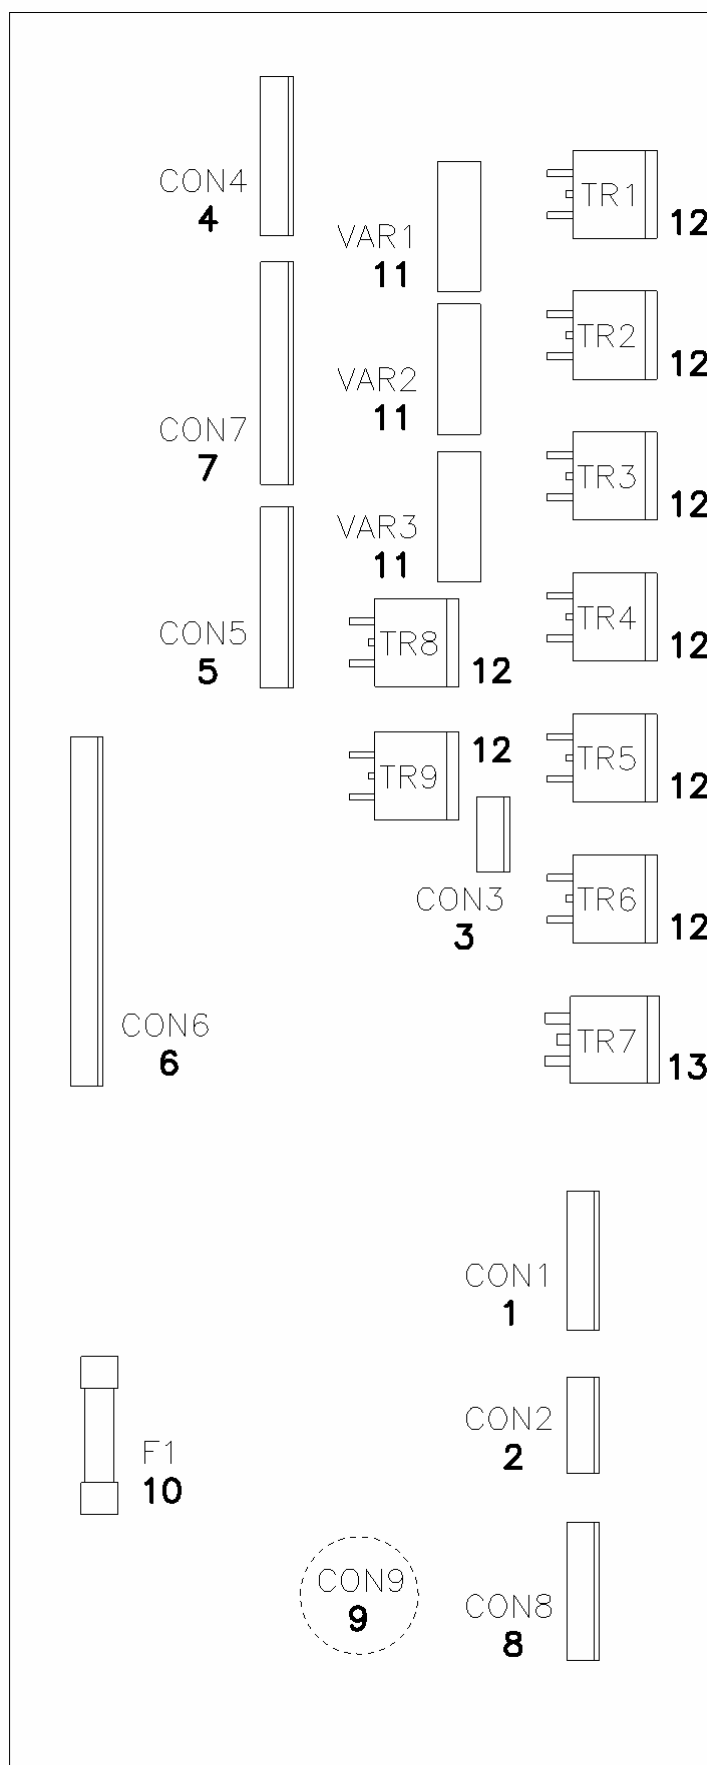 CON4
4
VAR1
11
TR1
12
VAR2
11
TR2
12
CON7
7
VAR3
11
TR3
12
CON5
5
TR8
12
TR4
12
TR9
12
TR5
12
CON3
3
TR6
12
CON6
6
TR7
13
CON1
1
CON2
2
F1
10
CON9
9
CON8
8